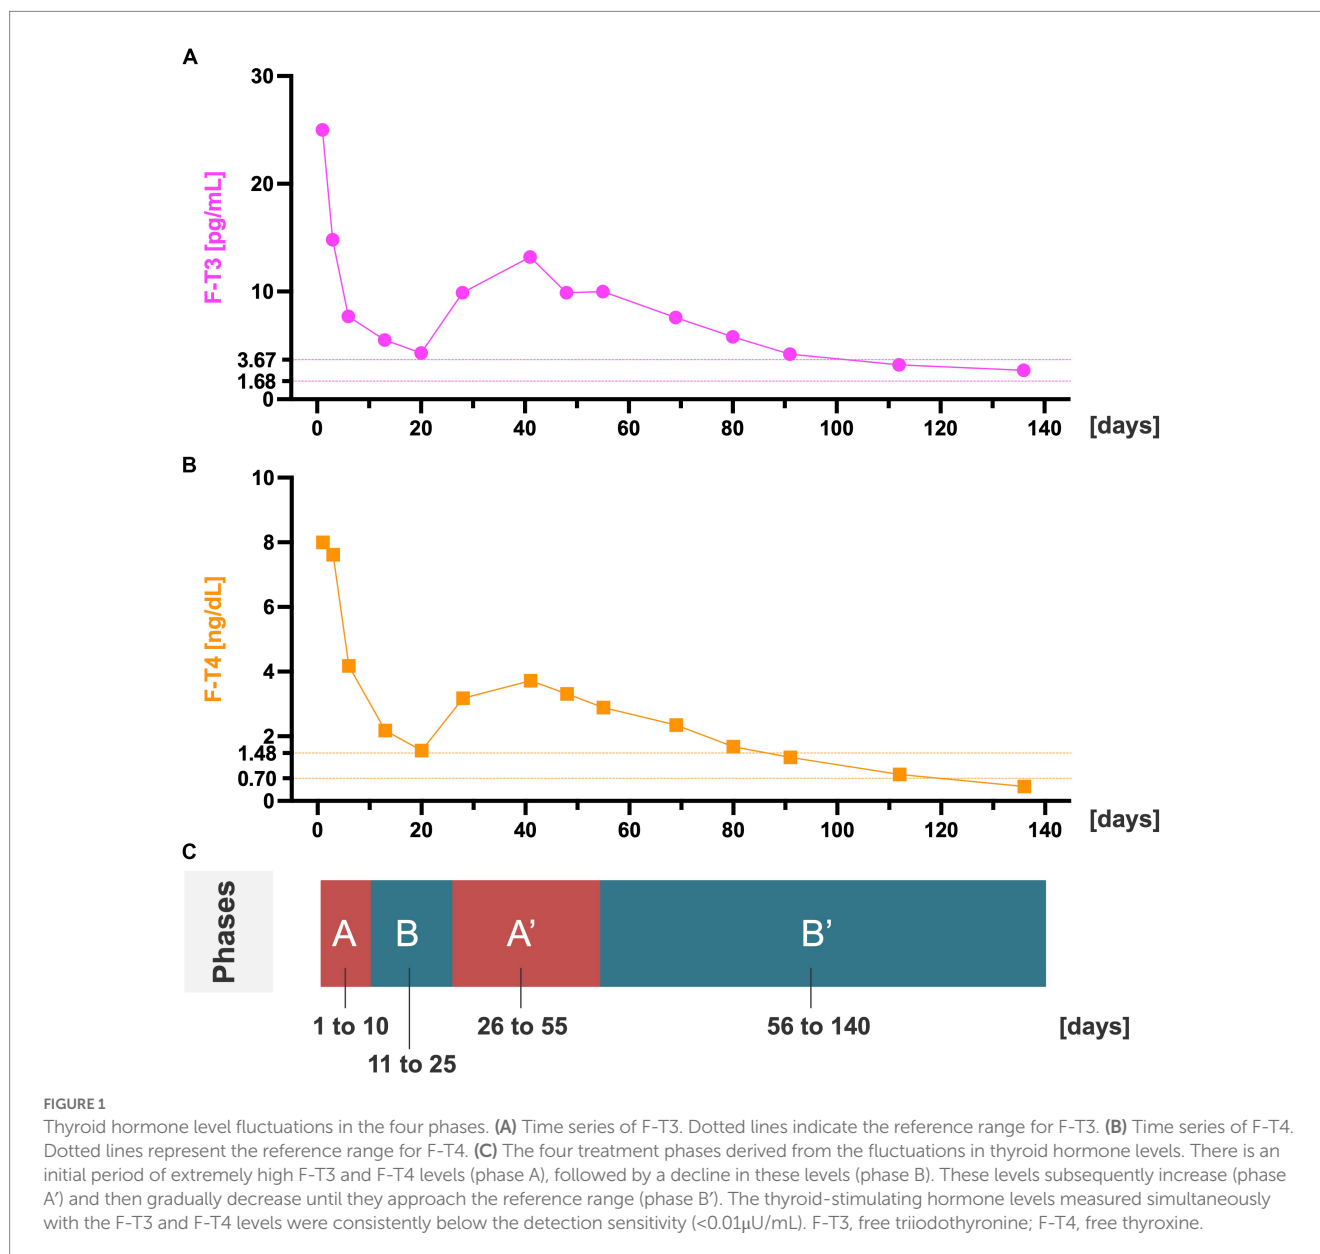 A
30
20
10
3.67
1.68
0
F-T3 [pg/mL]
0 20 40 60 80 100 120 140 [days]
B
10
8
6
4
2
1.48
0.70
0
F-T4 [ng/dL]
0 20 40 60 80 100 120 140 [days]
C
Phases
A B A’ B’
1 to 10 26 to 55 56 to 140 [days]
11 to 25
FIGURE 1
Thyroid hormone level fluctuations in the four phases. (A) Time series of F-T3. Dotted lines indicate the reference range for F-T3. (B) Time series of F-T4.
Dotted lines represent the reference range for F-T4. (C) The four treatment phases derived from the fluctuations in thyroid hormone levels. There is an
initial period of extremely high F-T3 and F-T4 levels (phase A), followed by a decline in these levels (phase B). These levels subsequently increase (phase
A′) and then gradually decrease until they approach the reference range (phase B′). The thyroid-stimulating hormone levels measured simultaneously
with the F-T3 and F-T4 levels were consistently below the detection sensitivity (<0.01μU/mL). F-T3, free triiodothyronine; F-T4, free thyroxine.